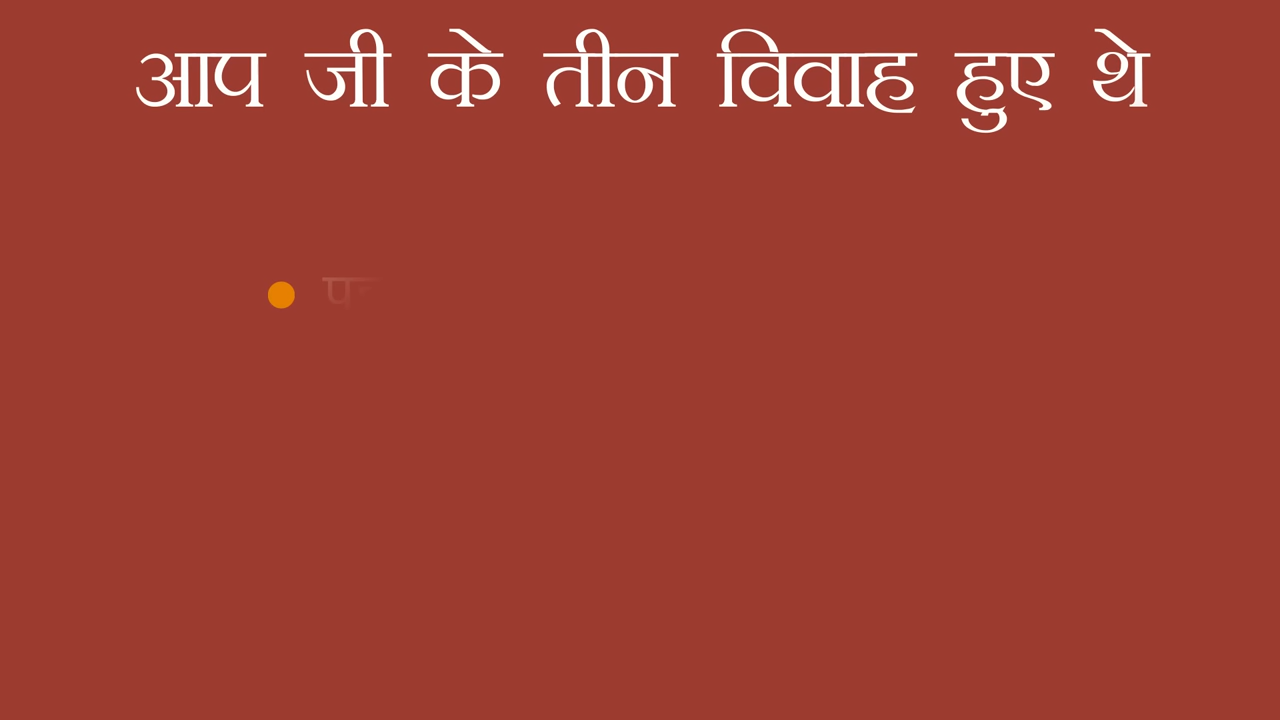 आप जी के तीन विवाह हुए थे